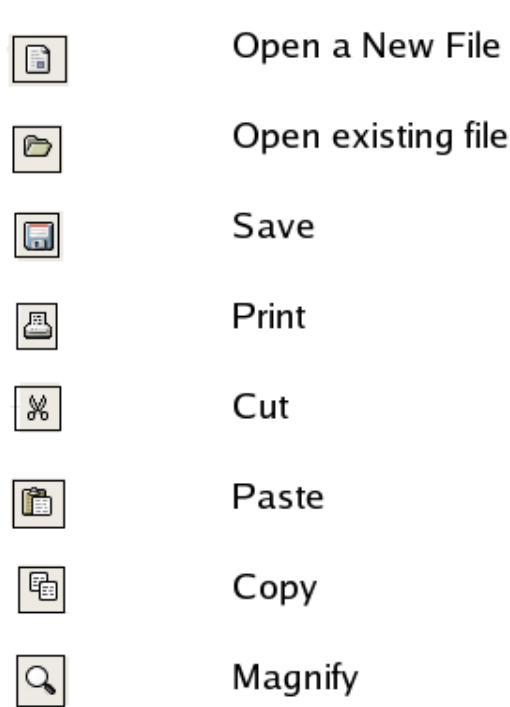 Open a New File
Open existing file
Save
Print
Cut
Paste
Copy
Magnify